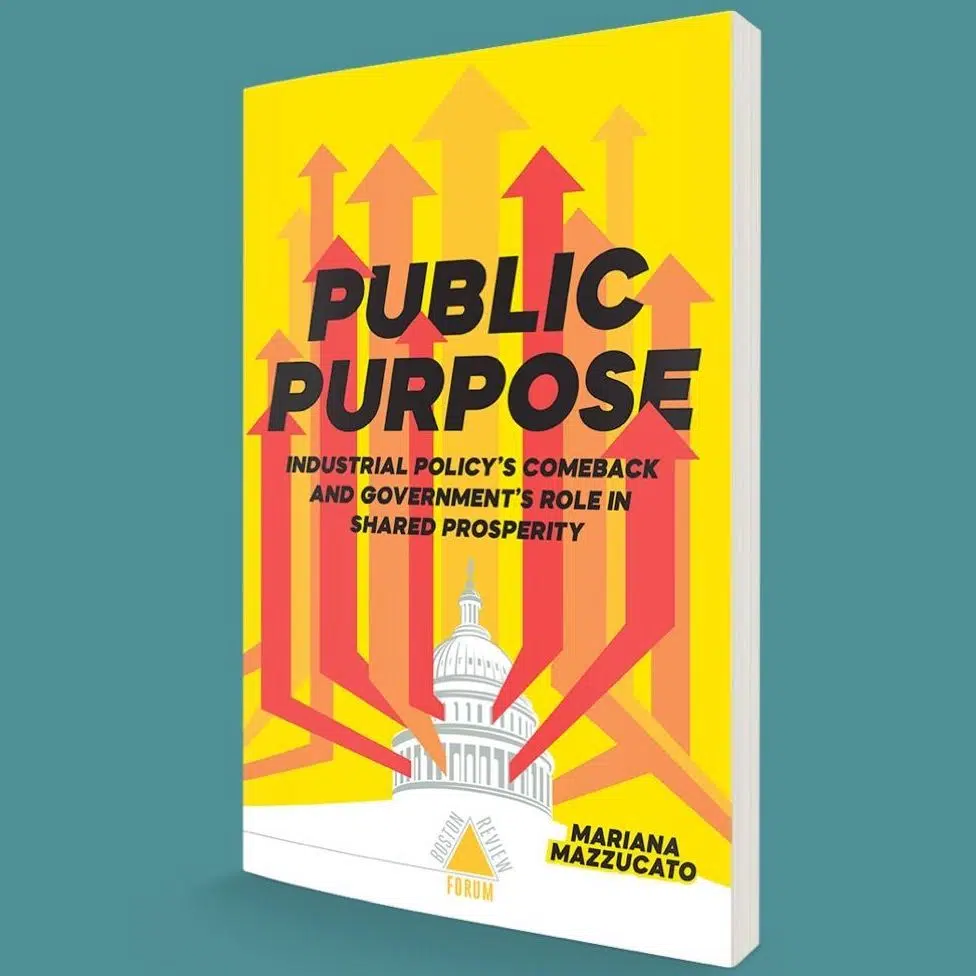 PUBLIC
PURPOSE
INDUSTRIAL POLICY'S COMEBACK
AND GOVERNMENT'S ROLE IN
SHARED PROSPERITY
BOSTON REVIEW
FORUM
MARIANA
MAZZUCATO